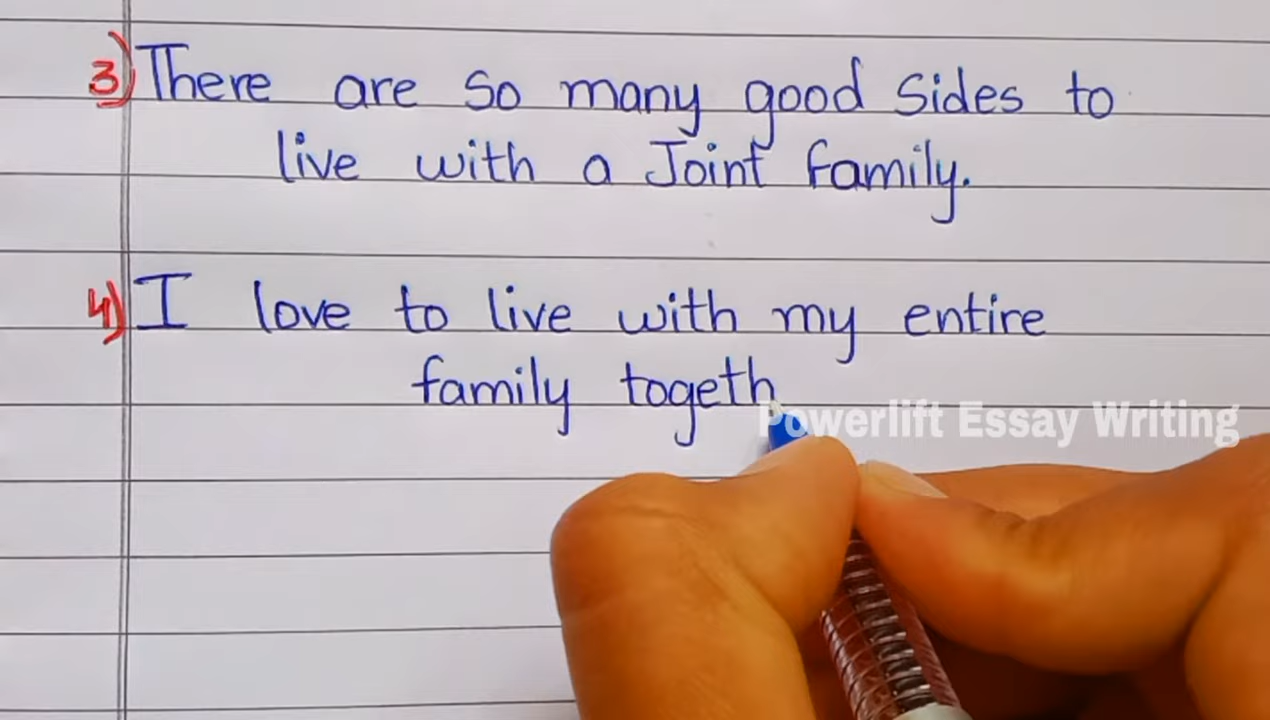 3) There are so many good sides to
live with a Joint family.
4) I love to live with my entire
family togeth
Powerlift Essay Writing